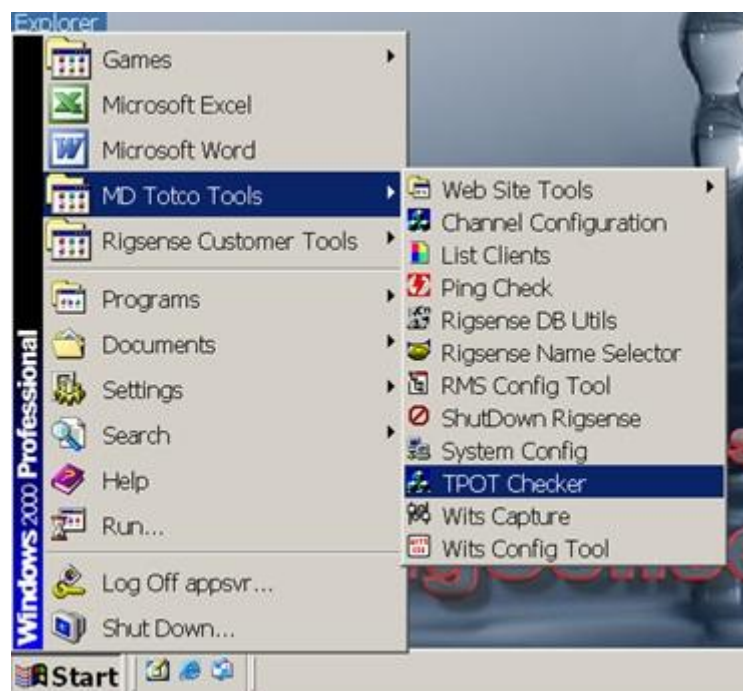 Explorer
Games
Microsoft Excel
Microsoft Word
MD Totco Tools
Rigsense Customer Tools
Programs
Documents
Settings
Search
Help
Run...
Log Off appsvr...
Shut Down...
Windows 2000 Professional
Web Site Tools
Channel Configuration
List Clients
Ping Check
Rigsense DB Utils
Rigsense Name Selector
RMS Config Tool
ShutDown Rigsense
System Config
TPOT Checker
Wits Capture
Wits Config Tool
Start